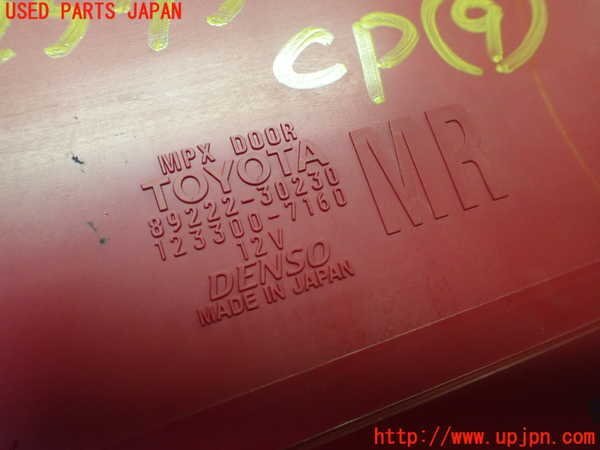 USED PARTS JAPAN
CP(9)
MPX DOOR
TOYOTA
89222-30230
123300-7160
12V
DENSO
MADE IN JAPAN
MR
http://www.upjpn.com/